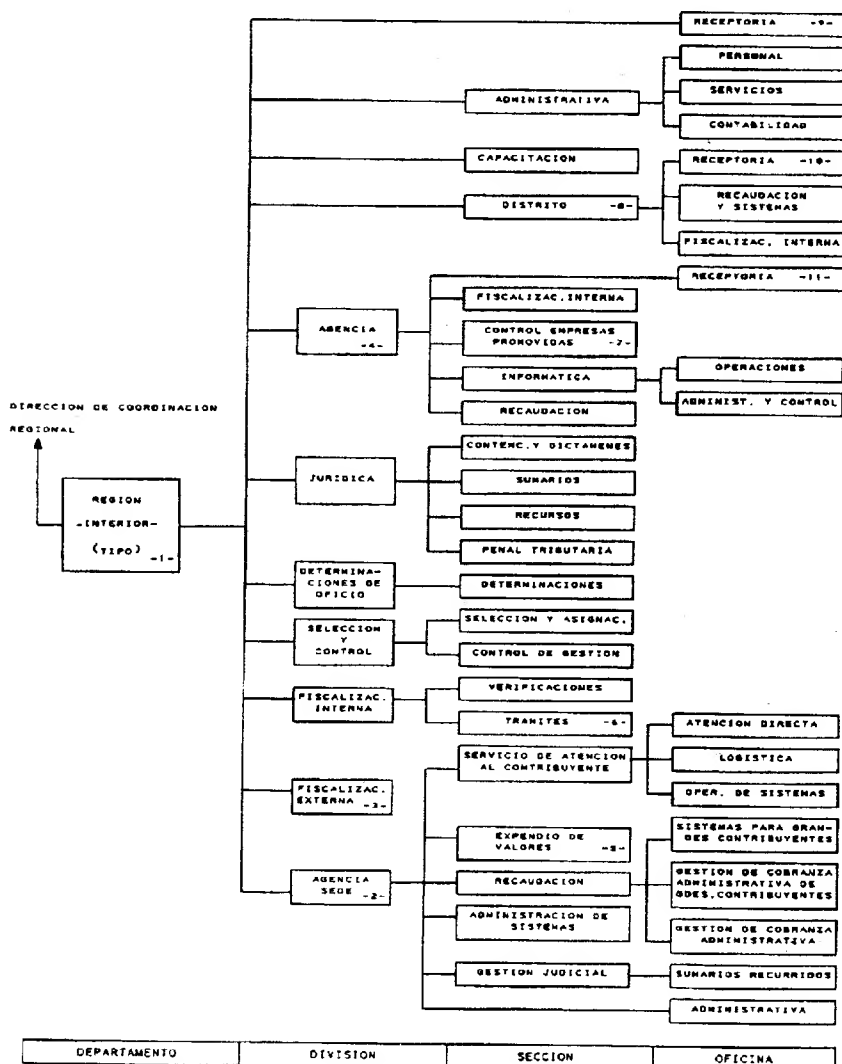 RECEPTORIA -9-
PERSONAL
ADMINISTRATIVA
SERVICIOS
CONTABILIDAD
CAPACITACION
RECEPTORIA -10-
DISTRITO -8-
RECAUDACION
Y SISTEMAS
FISCALIZAC. INTERNA
RECEPTORIA -11-
FISCALIZAC.INTERNA
AGENCIA
-4-
CONTROL EMPRESAS
PROMOVIDAS -7-
INFORMATICA
OPERACIONES
ADMINIST. Y CONTROL
RECAUDACION
DIRECCION DE COORDINACION
REGIONAL
REGION
-INTERIOR-
(TIPO) -1-
JURIDICA
CONTENC.Y DICTAMENES
SUMARIOS
RECURSOS
PENAL TRIBUTARIA
DETERMINA-
CIONES DE
OFICIO
DETERMINACIONES
SELECCION
Y
CONTROL
SELECCION Y ASIGNAC.
CONTROL DE GESTION
FISCALIZAC.
INTERNA
VERIFICACIONES
TRAMITES -6-
SERVICIO DE ATENCION
AL CONTRIBUYENTE
ATENCION DIRECTA
LOGISTICA
OPER. DE SISTEMAS
FISCALIZAC.
EXTERNA -3-
AGENCIA
SEDE -2-
EXPENDIO DE
VALORES -5-
RECAUDACION
SISTEMAS PARA GRAN-
DES CONTRIBUYENTES
GESTION DE COBRANZA
ADMINISTRATIVA DE
GDES.CONTRIBUYENTES
GESTION DE COBRANZA
ADMINISTRATIVA
ADMINISTRACION DE
SISTEMAS
GESTION JUDICIAL
SUMARIOS RECURRIDOS
ADMINISTRATIVA
DEPARTAMENTO DIVISION SECCION OFICINA